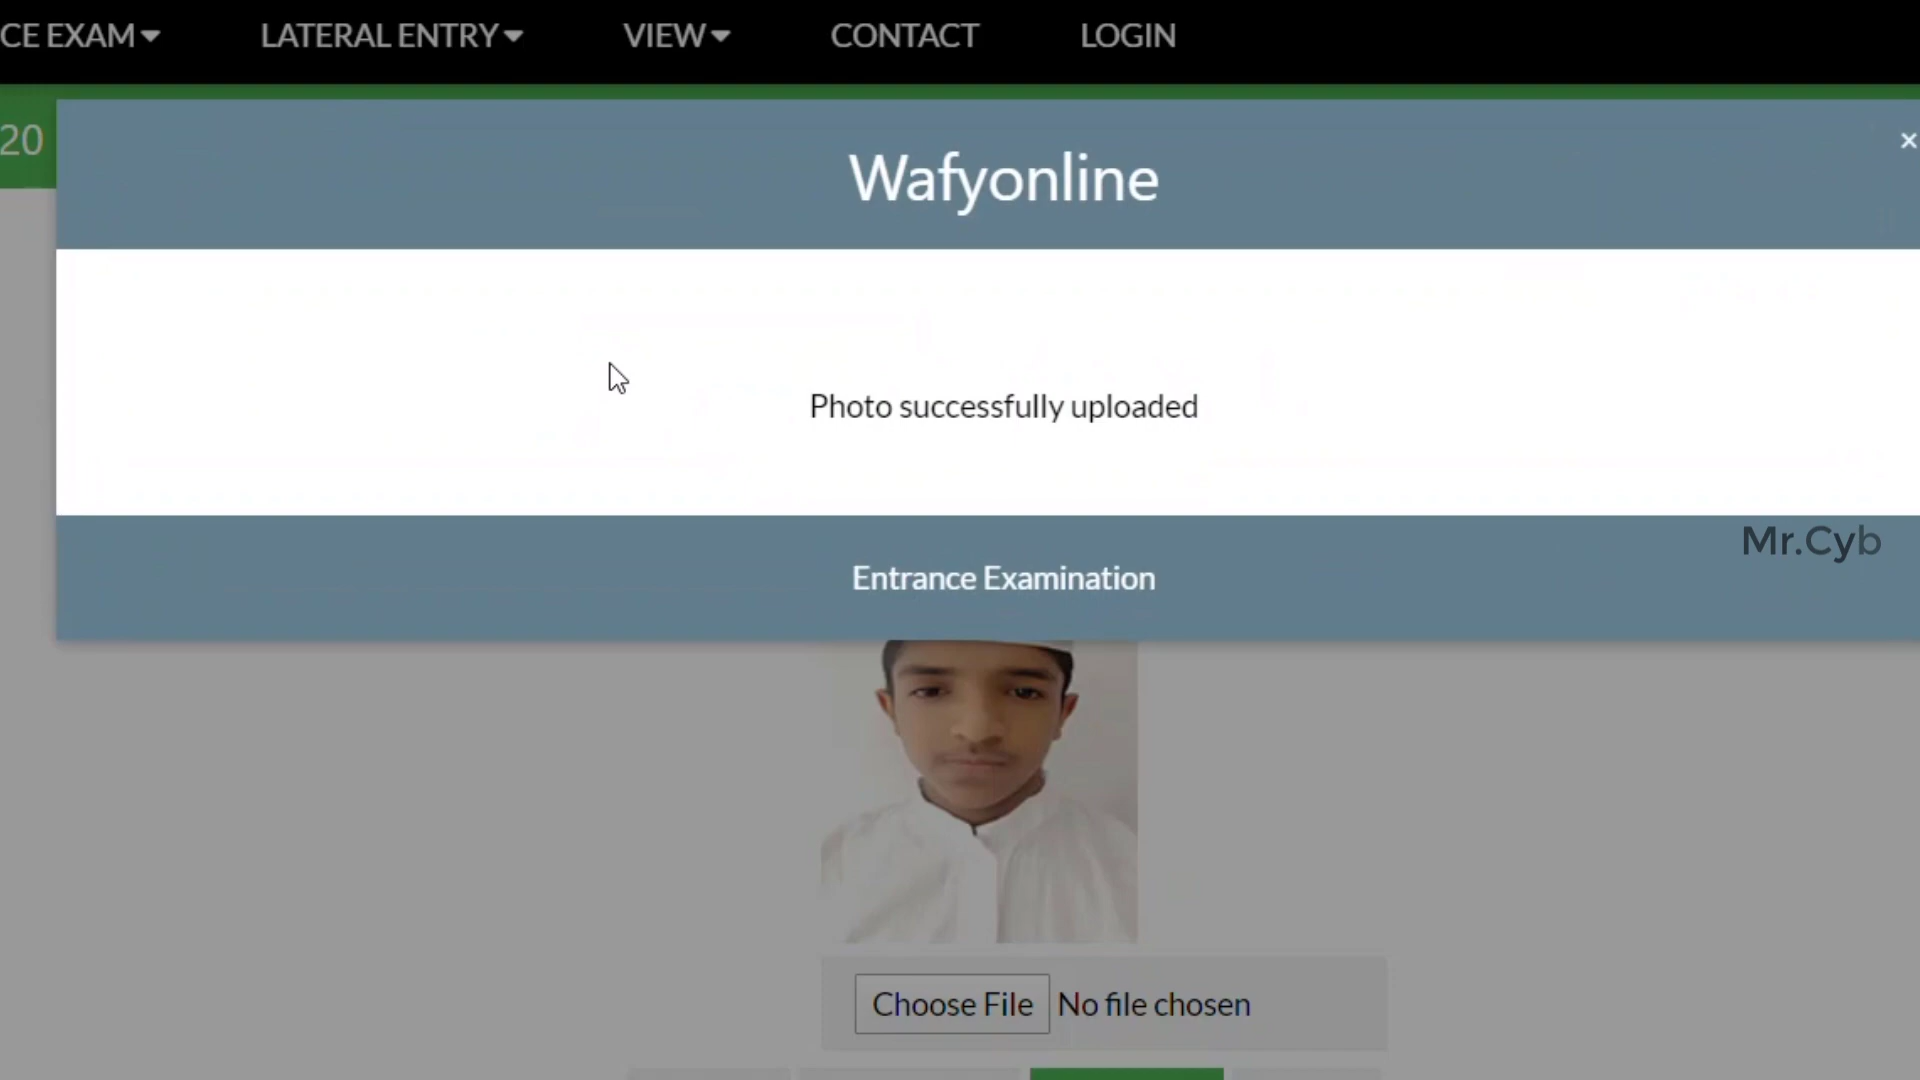 CE EXAM LATERAL ENTRY VIEW CONTACT LOGIN
20
×
Wafyonline
Photo successfully uploaded
Mr.Cyb
Entrance Examination
Choose File No file chosen